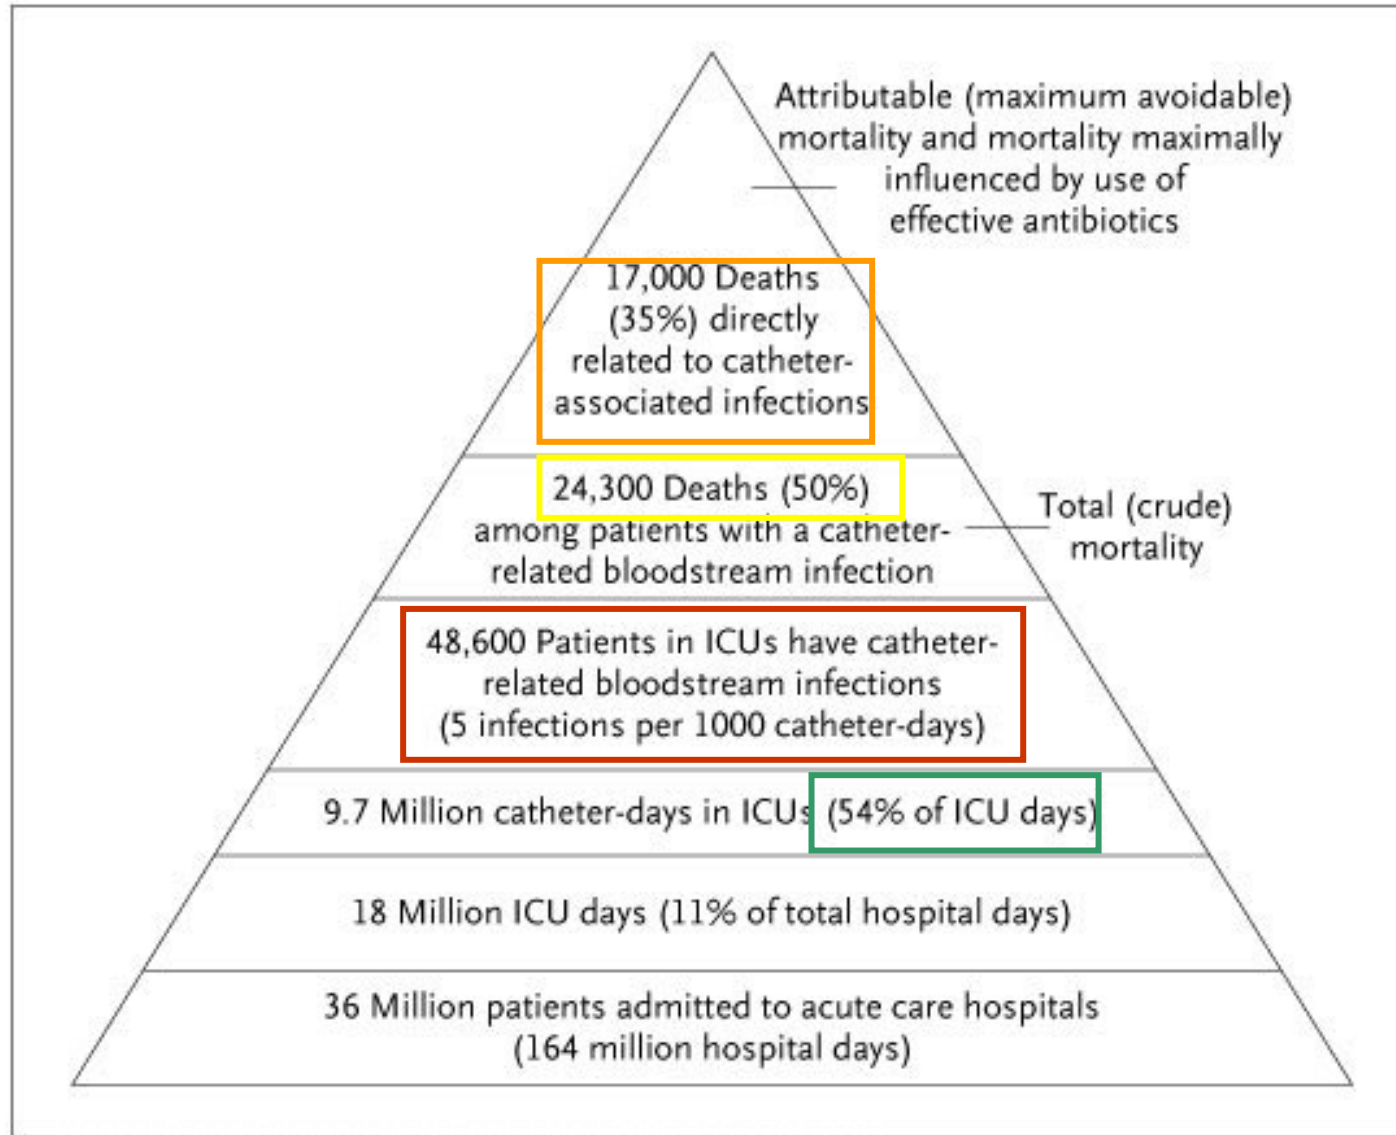 Attributable (maximum avoidable)
mortality and mortality maximally
influenced by use of
effective antibiotics
17,000 Deaths
(35%) directly
related to catheter-
associated infections
24,300 Deaths (50%)
among patients with a catheter-
related bloodstream infection
Total (crude)
mortality
48,600 Patients in ICUs have catheter-
related bloodstream infections
(5 infections per 1000 catheter-days)
9.7 Million catheter-days in ICUs (54% of ICU days)
18 Million ICU days (11% of total hospital days)
36 Million patients admitted to acute care hospitals
(164 million hospital days)